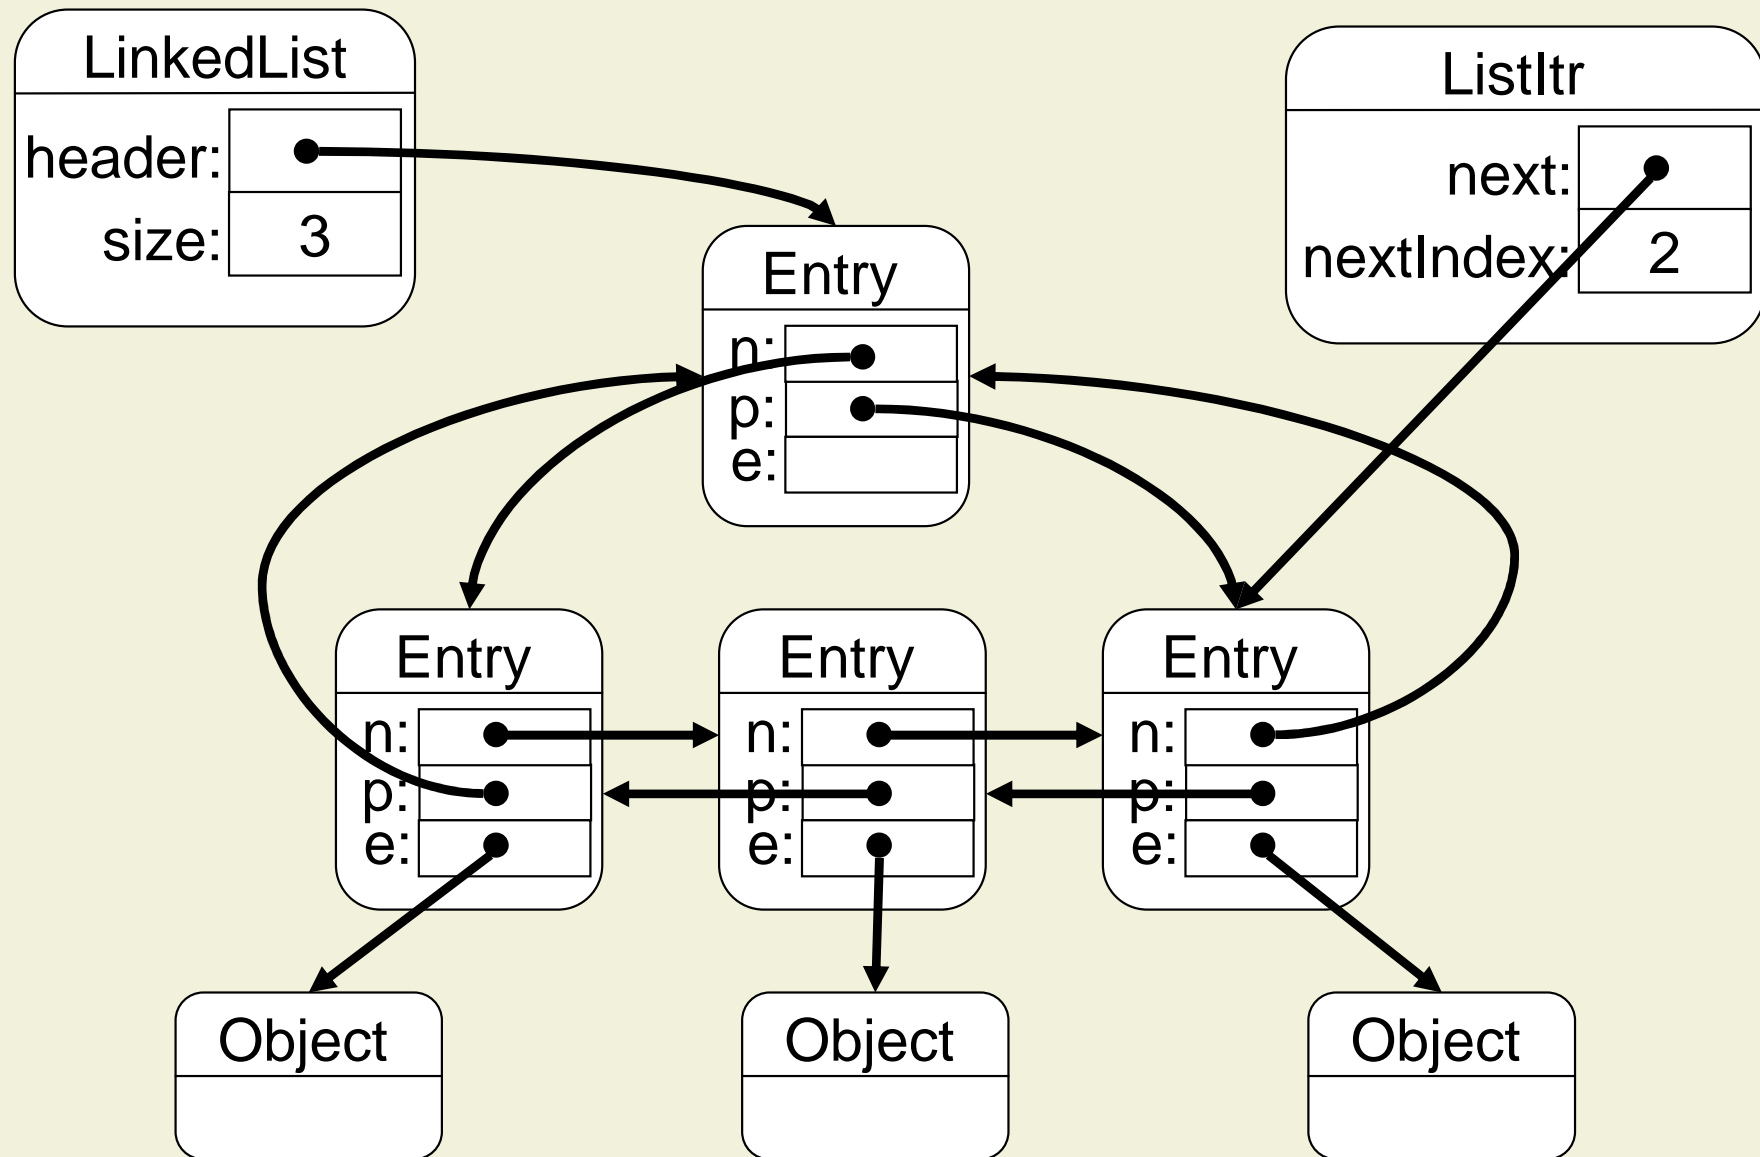 LinkedList
header:
size: 3
ListItr
next:
nextIndex: 2
Entry
n:
p:
e:
Entry
n:
p:
e:
Entry
n:
p:
e:
Entry
n:
p:
e:
Object
Object
Object